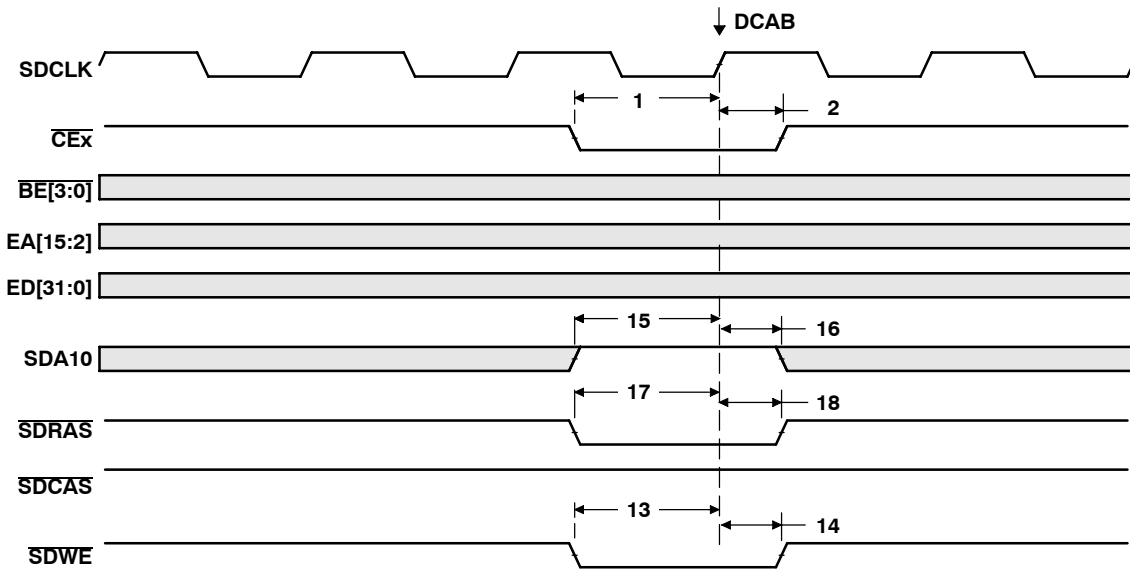 DCAB
SDCLK
1
2
CEx
BE[3:0]
EA[15:2]
ED[31:0]
15
16
SDA10
17
18
SDRAS
SDCAS
13
14
SDWE